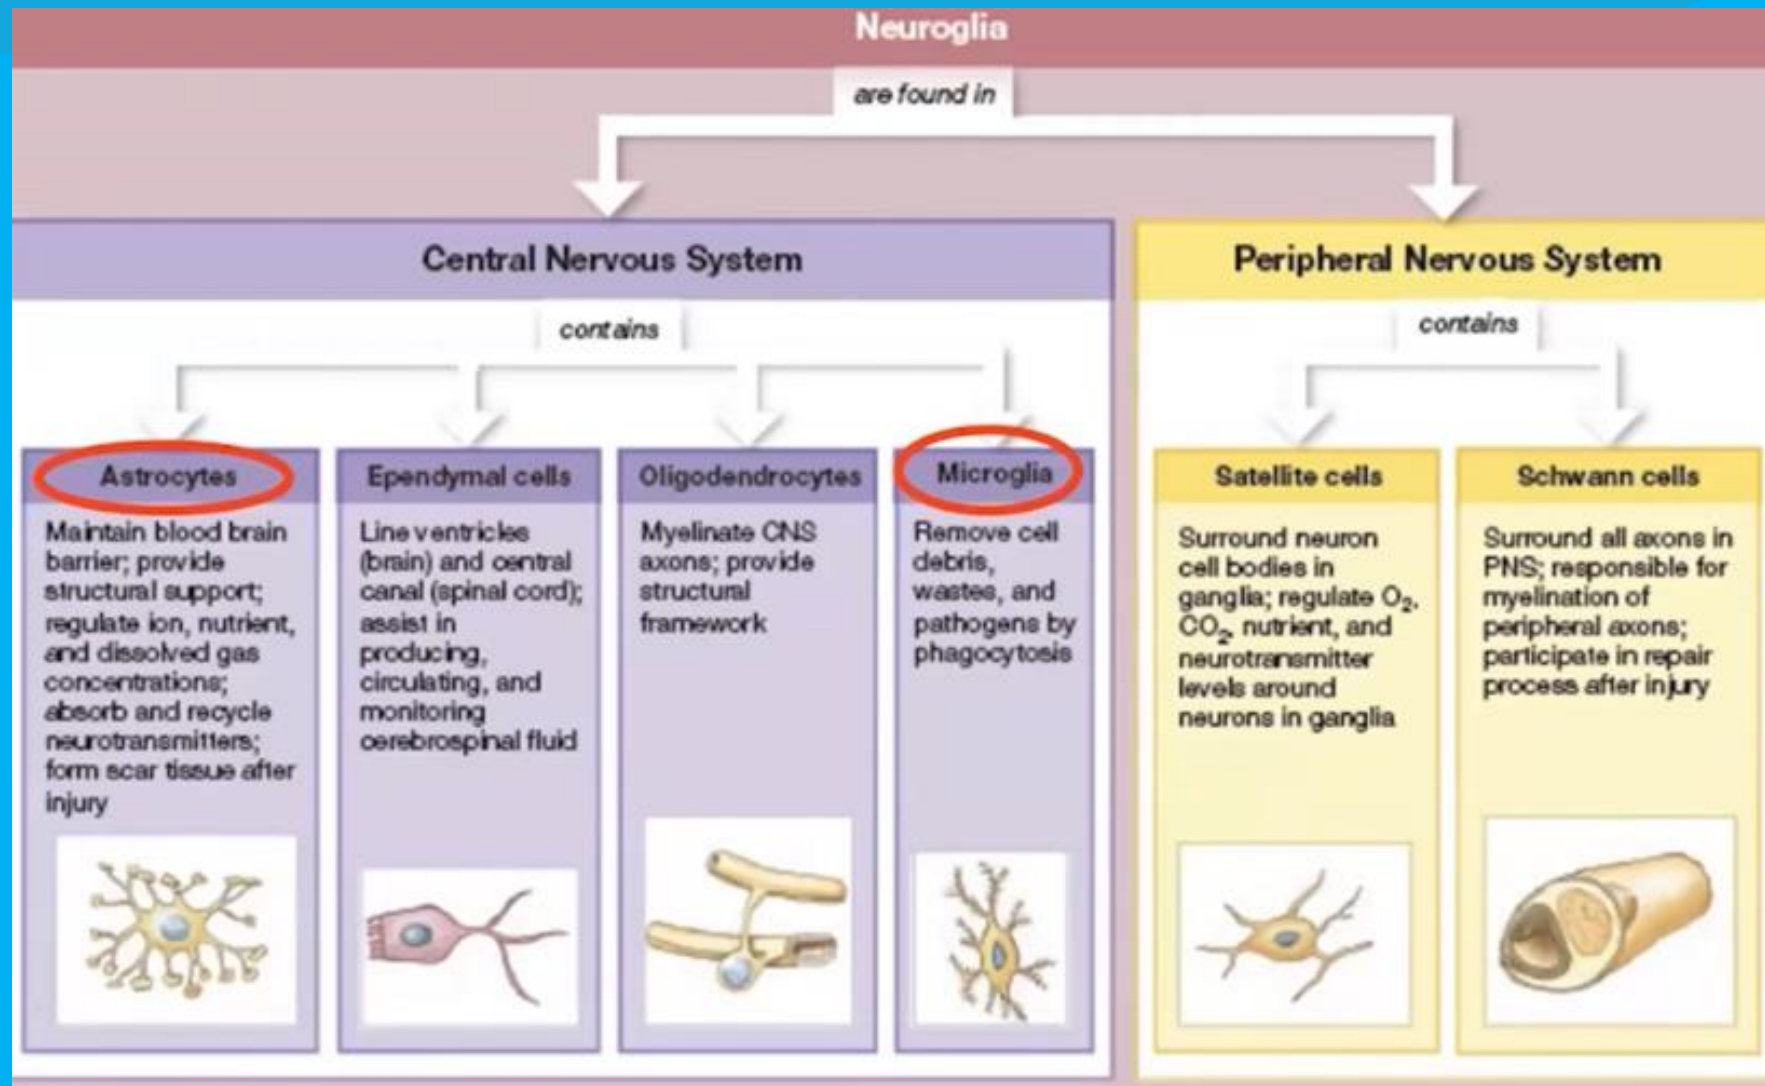 Neuroglia
are found in
Central Nervous System
contains
Astrocytes
Maintain blood brain
barrier; provide
structural support;
regulate ion, nutrient,
and dissolved gas
concentrations;
absorb and recycle
neurotransmitters;
form scar tissue after
injury
Ependymal cells
Line ventricles
(brain) and central
canal (spinal cord);
assist in
producing,
circulating, and
monitoring
cerebrospinal fluid
Oligodendrocytes
Myelinate CNS
axons; provide
structural
framework
Microglia
Remove cell
debris,
wastes, and
pathogens by
phagocytosis
Peripheral Nervous System
contains
Satellite cells
Surround neuron
cell bodies in
ganglia; regulate O₂,
CO₂, nutrient, and
neurotransmitter
levels around
neurons in ganglia
Schwann cells
Surround all axons in
PNS; responsible for
myelination of
peripheral axons;
participate in repair
process after injury